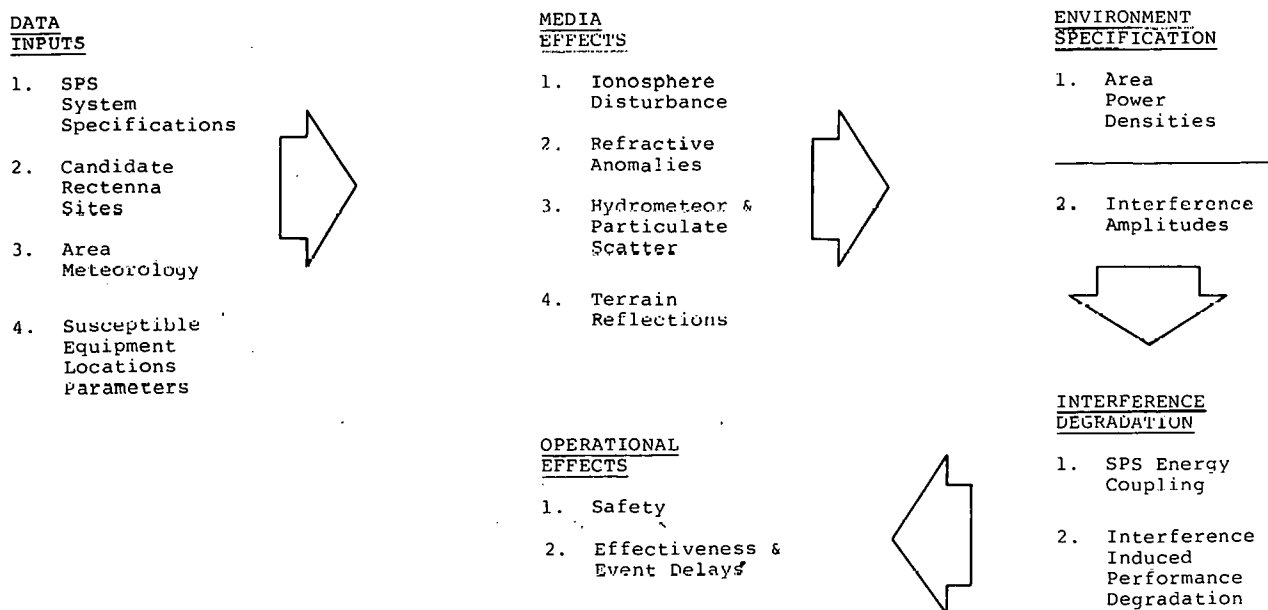 DATA
INPUTS
1. SPS
System
Specifications
2. Candidate
Rectenna
Sites
3. Area
Meteorology
4. Susceptible
Equipment
Locations
Parameters
MEDIA
EFFECTS
1. Ionosphere
Disturbance
2. Refractive
Anomalies
3. Hydrometeor &
Particulate
Scatter
4. Terrain
Reflections
ENVIRONMENT
SPECIFICATION
1. Area
Power
Densities
2. Interference
Amplitudes
INTERFERENCE
DEGRADATION
1. SPS Energy
Coupling
2. Interference
Induced
Performance
Degradation
OPERATIONAL
EFFECTS
1. Safety
2. Effectiveness &
Event Delays